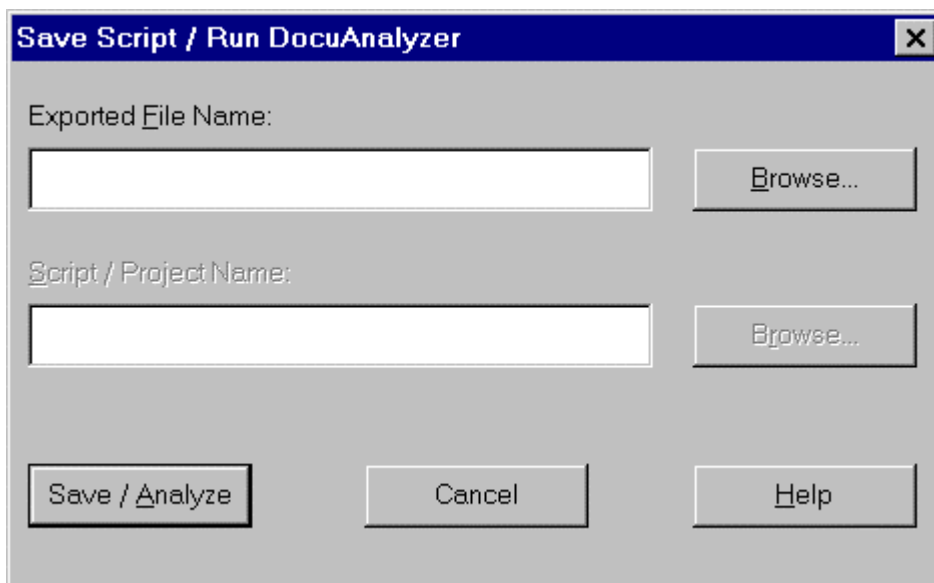 Save Script / Run DocuAnalyzer
Exported File Name:
Browse...
Script / Project Name:
Browse...
Save / Analyze
Cancel
Help